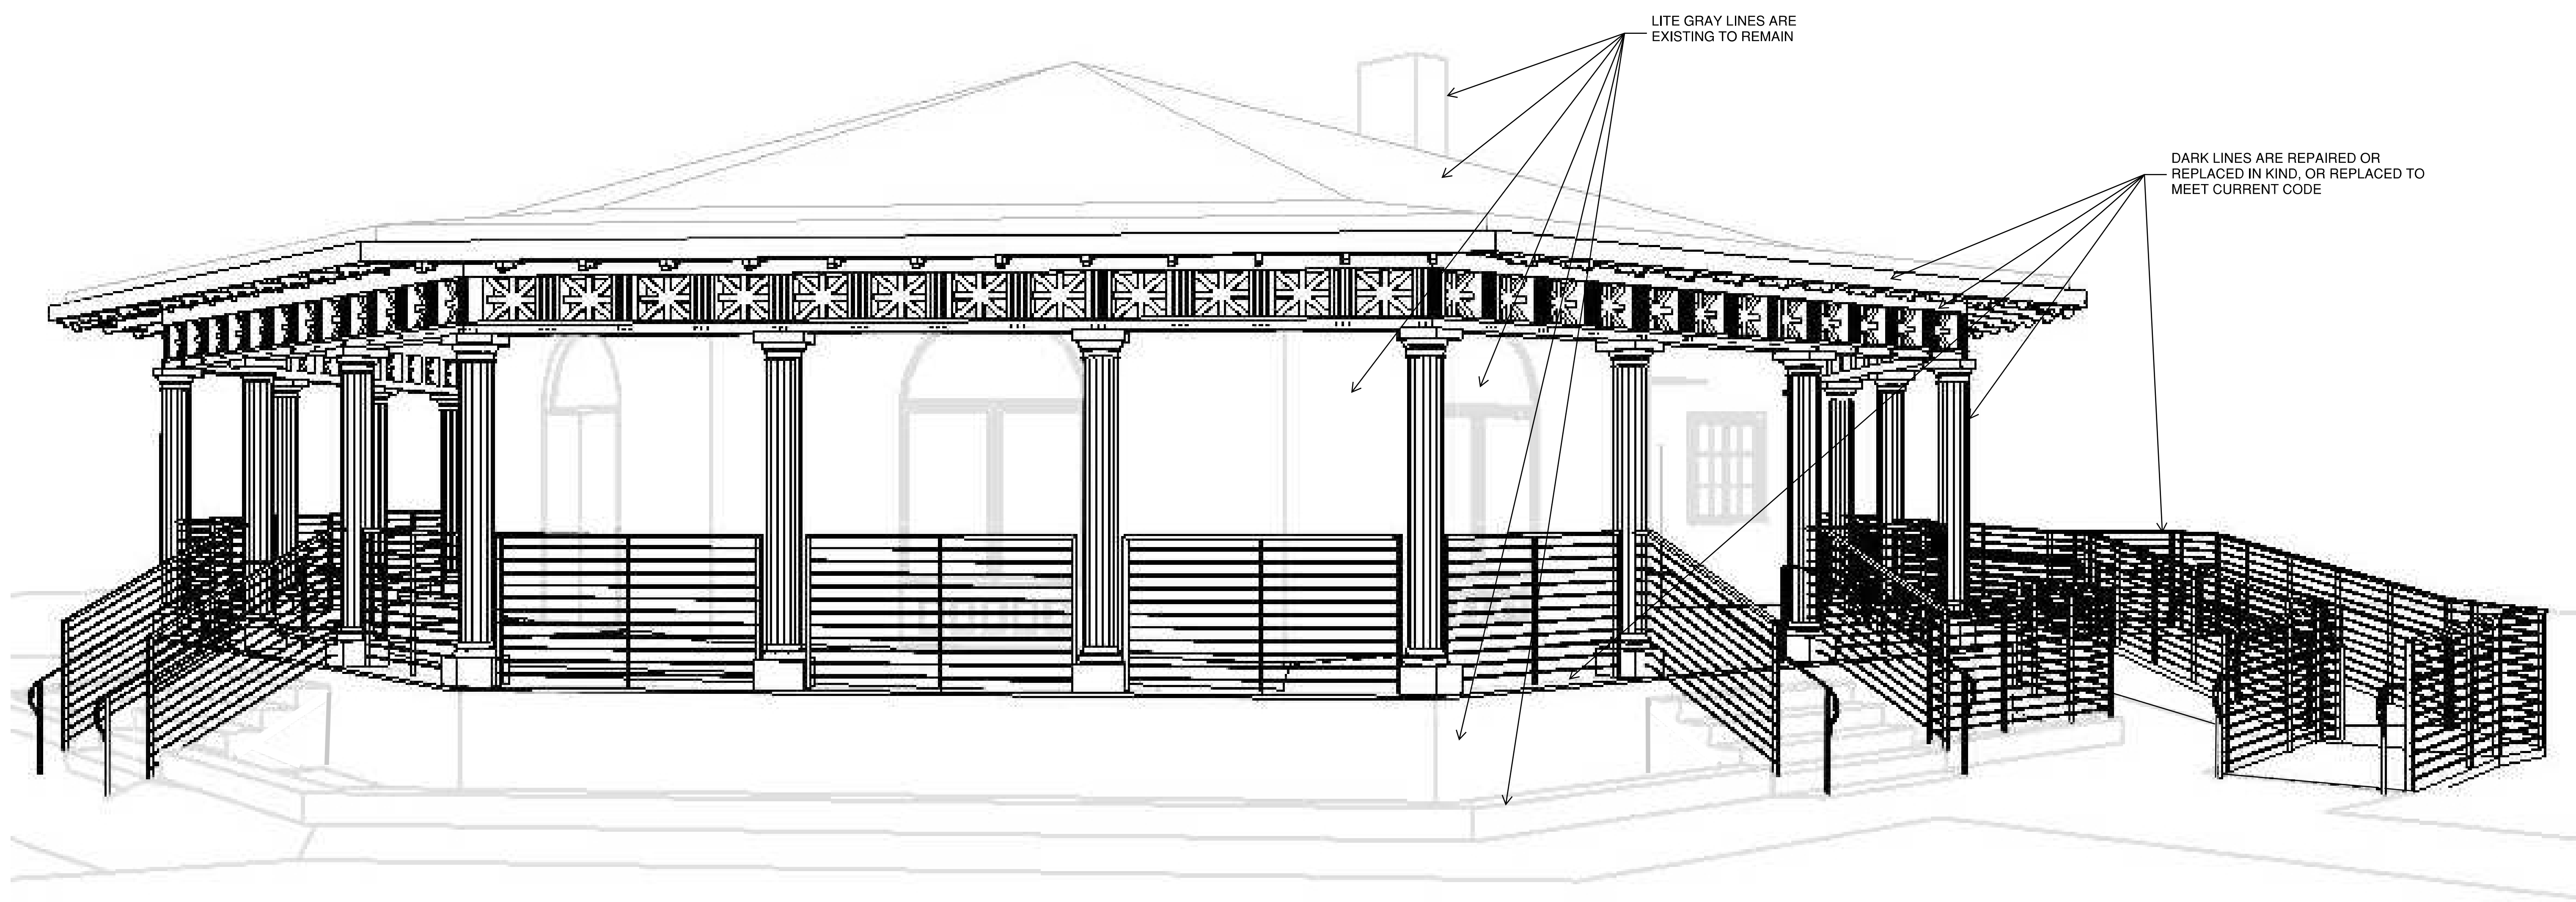 LITE GRAY LINES ARE
EXISTING TO REMAIN
DARK LINES ARE REPAIRED OR
REPLACED IN KIND, OR REPLACED TO
MEET CURRENT CODE